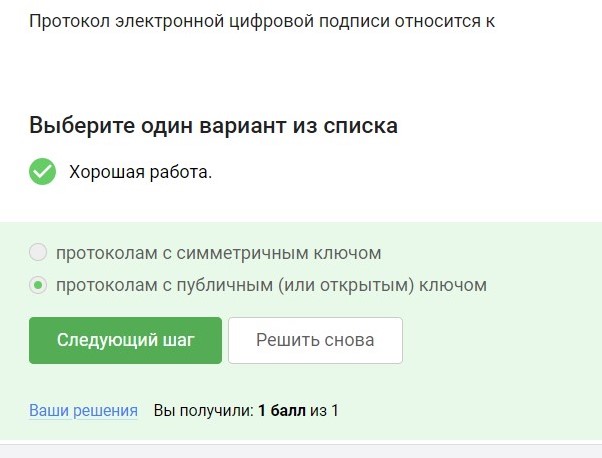 Протокол электронной цифровой подписи относится к
Выберите один вариант из списка
Хорошая работа.
протоколам с симметричным ключом
протоколам с публичным (или открытым) ключом
Следующий шаг
Решить снова
Ваши решения Вы получили: 1 балл из 1